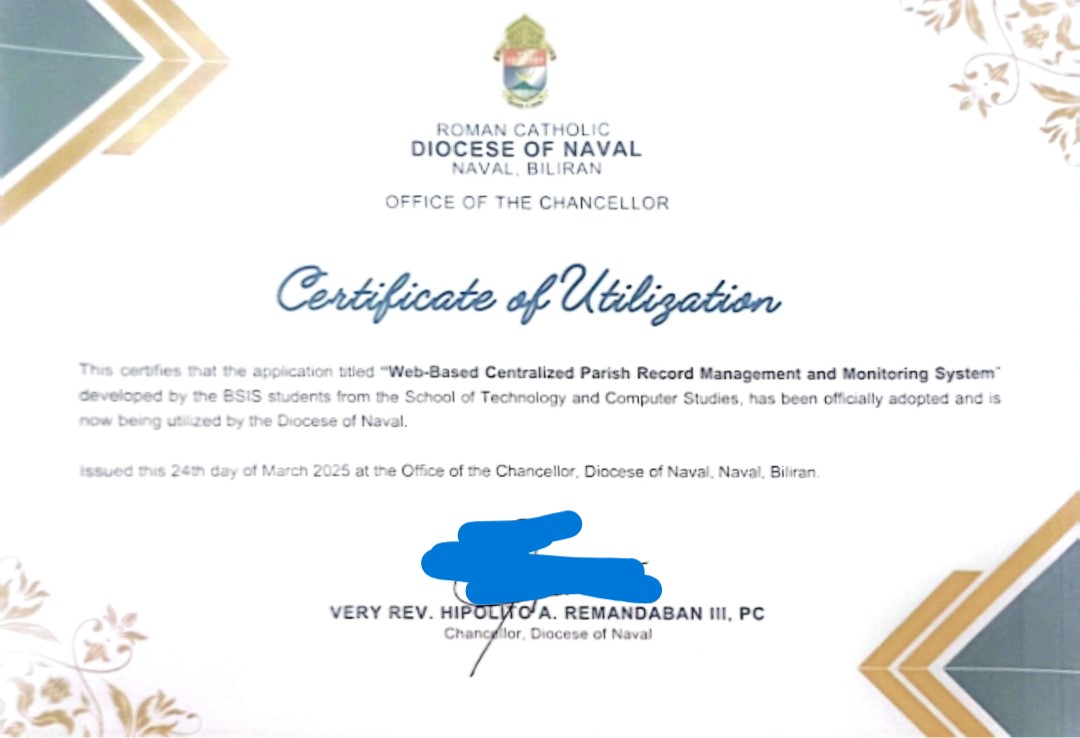 ROMAN CATHOLIC
DIOCESE OF NAVAL
NAVAL, BILIRAN
OFFICE OF THE CHANCELLOR
Certificate of Utilization
This certifies that the application titled "Web-Based Centralized Parish Record Management and Monitoring System"
developed by the BSIS students from the School of Technology and Computer Studies, has been officially adopted and is
now being utilized by the Diocese of Naval.
Issued this 24th day of March 2025 at the Office of the Chancellor, Diocese of Naval, Naval, Biliran.
VERY REV. HIPOLITO A. REMANDABAN III, PC
Chancellor, Diocese of Naval